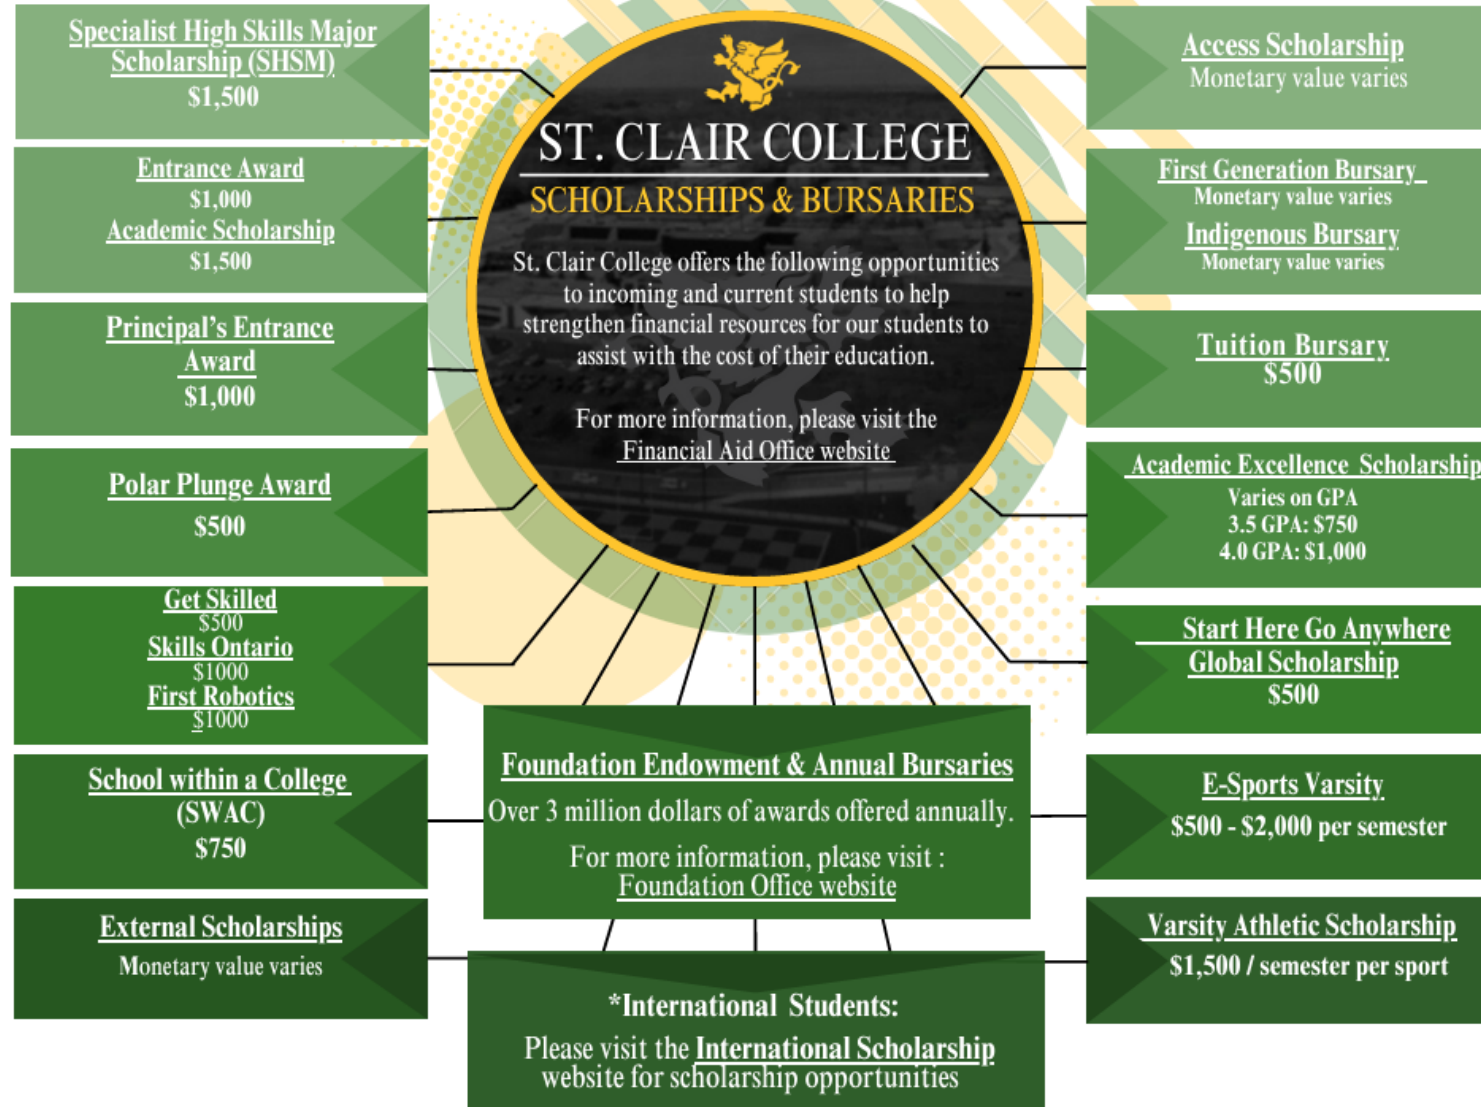 ST. CLAIR COLLEGE
SCHOLARSHIPS & BURSARIES
St. Clair College offers the following opportunities
to incoming and current students to help
strengthen financial resources for our students to
assist with the cost of their education.
For more information, please visit the
Financial Aid Office website
Specialist High Skills Major
Scholarship (SHSM)
$1,500
Entrance Award
$1,000
Academic Scholarship
$1,500
Principal’s Entrance
Award
$1,000
Polar Plunge Award
$500
Get Skilled
$500
Skills Ontario
$1000
First Robotics
$1000
School within a College
(SWAC)
$750
External Scholarships
Monetary value varies
Access Scholarship
Monetary value varies
First Generation Bursary
Monetary value varies
Indigenous Bursary
Monetary value varies
Tuition Bursary
$500
Academic Excellence Scholarship
Varies on GPA
3.5 GPA: $750
4.0 GPA: $1,000
Start Here Go Anywhere
Global Scholarship
$500
E-Sports Varsity
$500 - $2,000 per semester
Varsity Athletic Scholarship
$1,500 / semester per sport
Foundation Endowment & Annual Bursaries
Over 3 million dollars of awards offered annually.
For more information, please visit :
Foundation Office website
*International Students:
Please visit the International Scholarship
website for scholarship opportunities